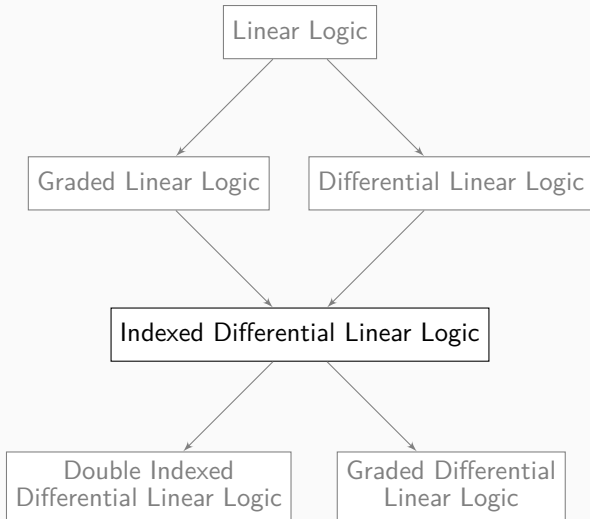 Linear Logic
Graded Linear Logic
Differential Linear Logic
Indexed Differential Linear Logic
Double Indexed
Differential Linear Logic
Graded Differential
Linear Logic